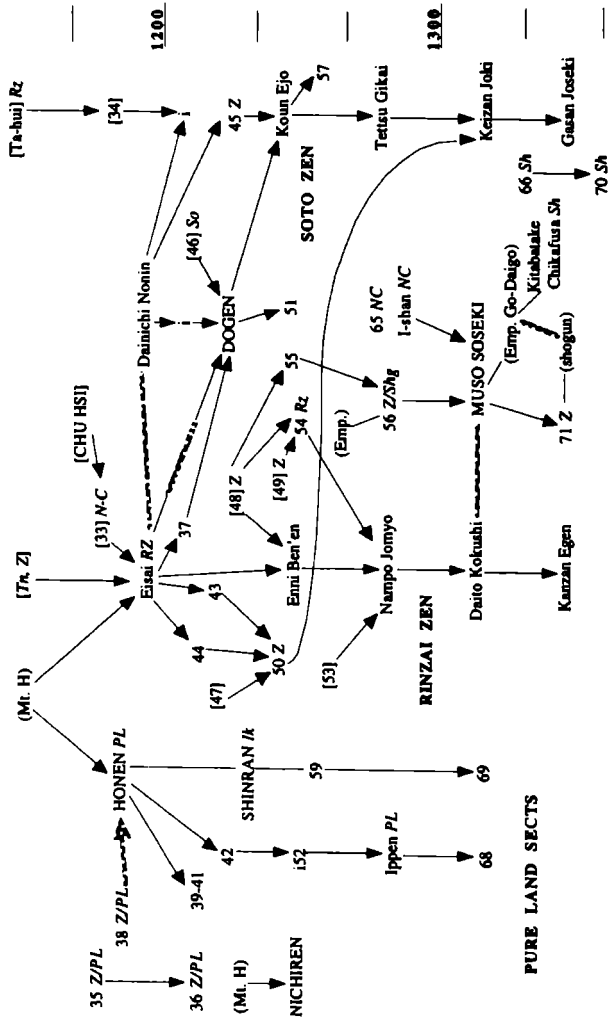 [Tn, Z]
[Ta-hui] Rz
(Mt. H)
[CHU HSI]
[33] N-C
[34]
35 Z/PL
38 Z/PL
HONEN PL
Eisai RZ
Dainichi Nonin
1200
i
i
37
36 Z/PL
39-41
44
43
[46] So
DOGEN
45 Z
42
[47]
[48] Z
51
(Mt. H)
SHINRAN Ik
50 Z
Enni Ben'en
[49] Z
55
Koun Ejo
NICHIREN
i52
59
54 Rz
SOTO ZEN
57
[53]
(Emp.)
Ippen PL
Nampo Jomyo
56 Z/Shg
65 NC
I-shan NC
Tettsu Gikai
RINZAI ZEN
1300
68
69
Daito Kokushi
MUSO SOSEKI
Keizan Joki
(Emp. Go-Daigo)
Kitabatake
Chikafusa Sh
66 Sh
PURE LAND SECTS
Kanzan Egen
71 Z
(shogun)
Gasan Joseki
70 Sh